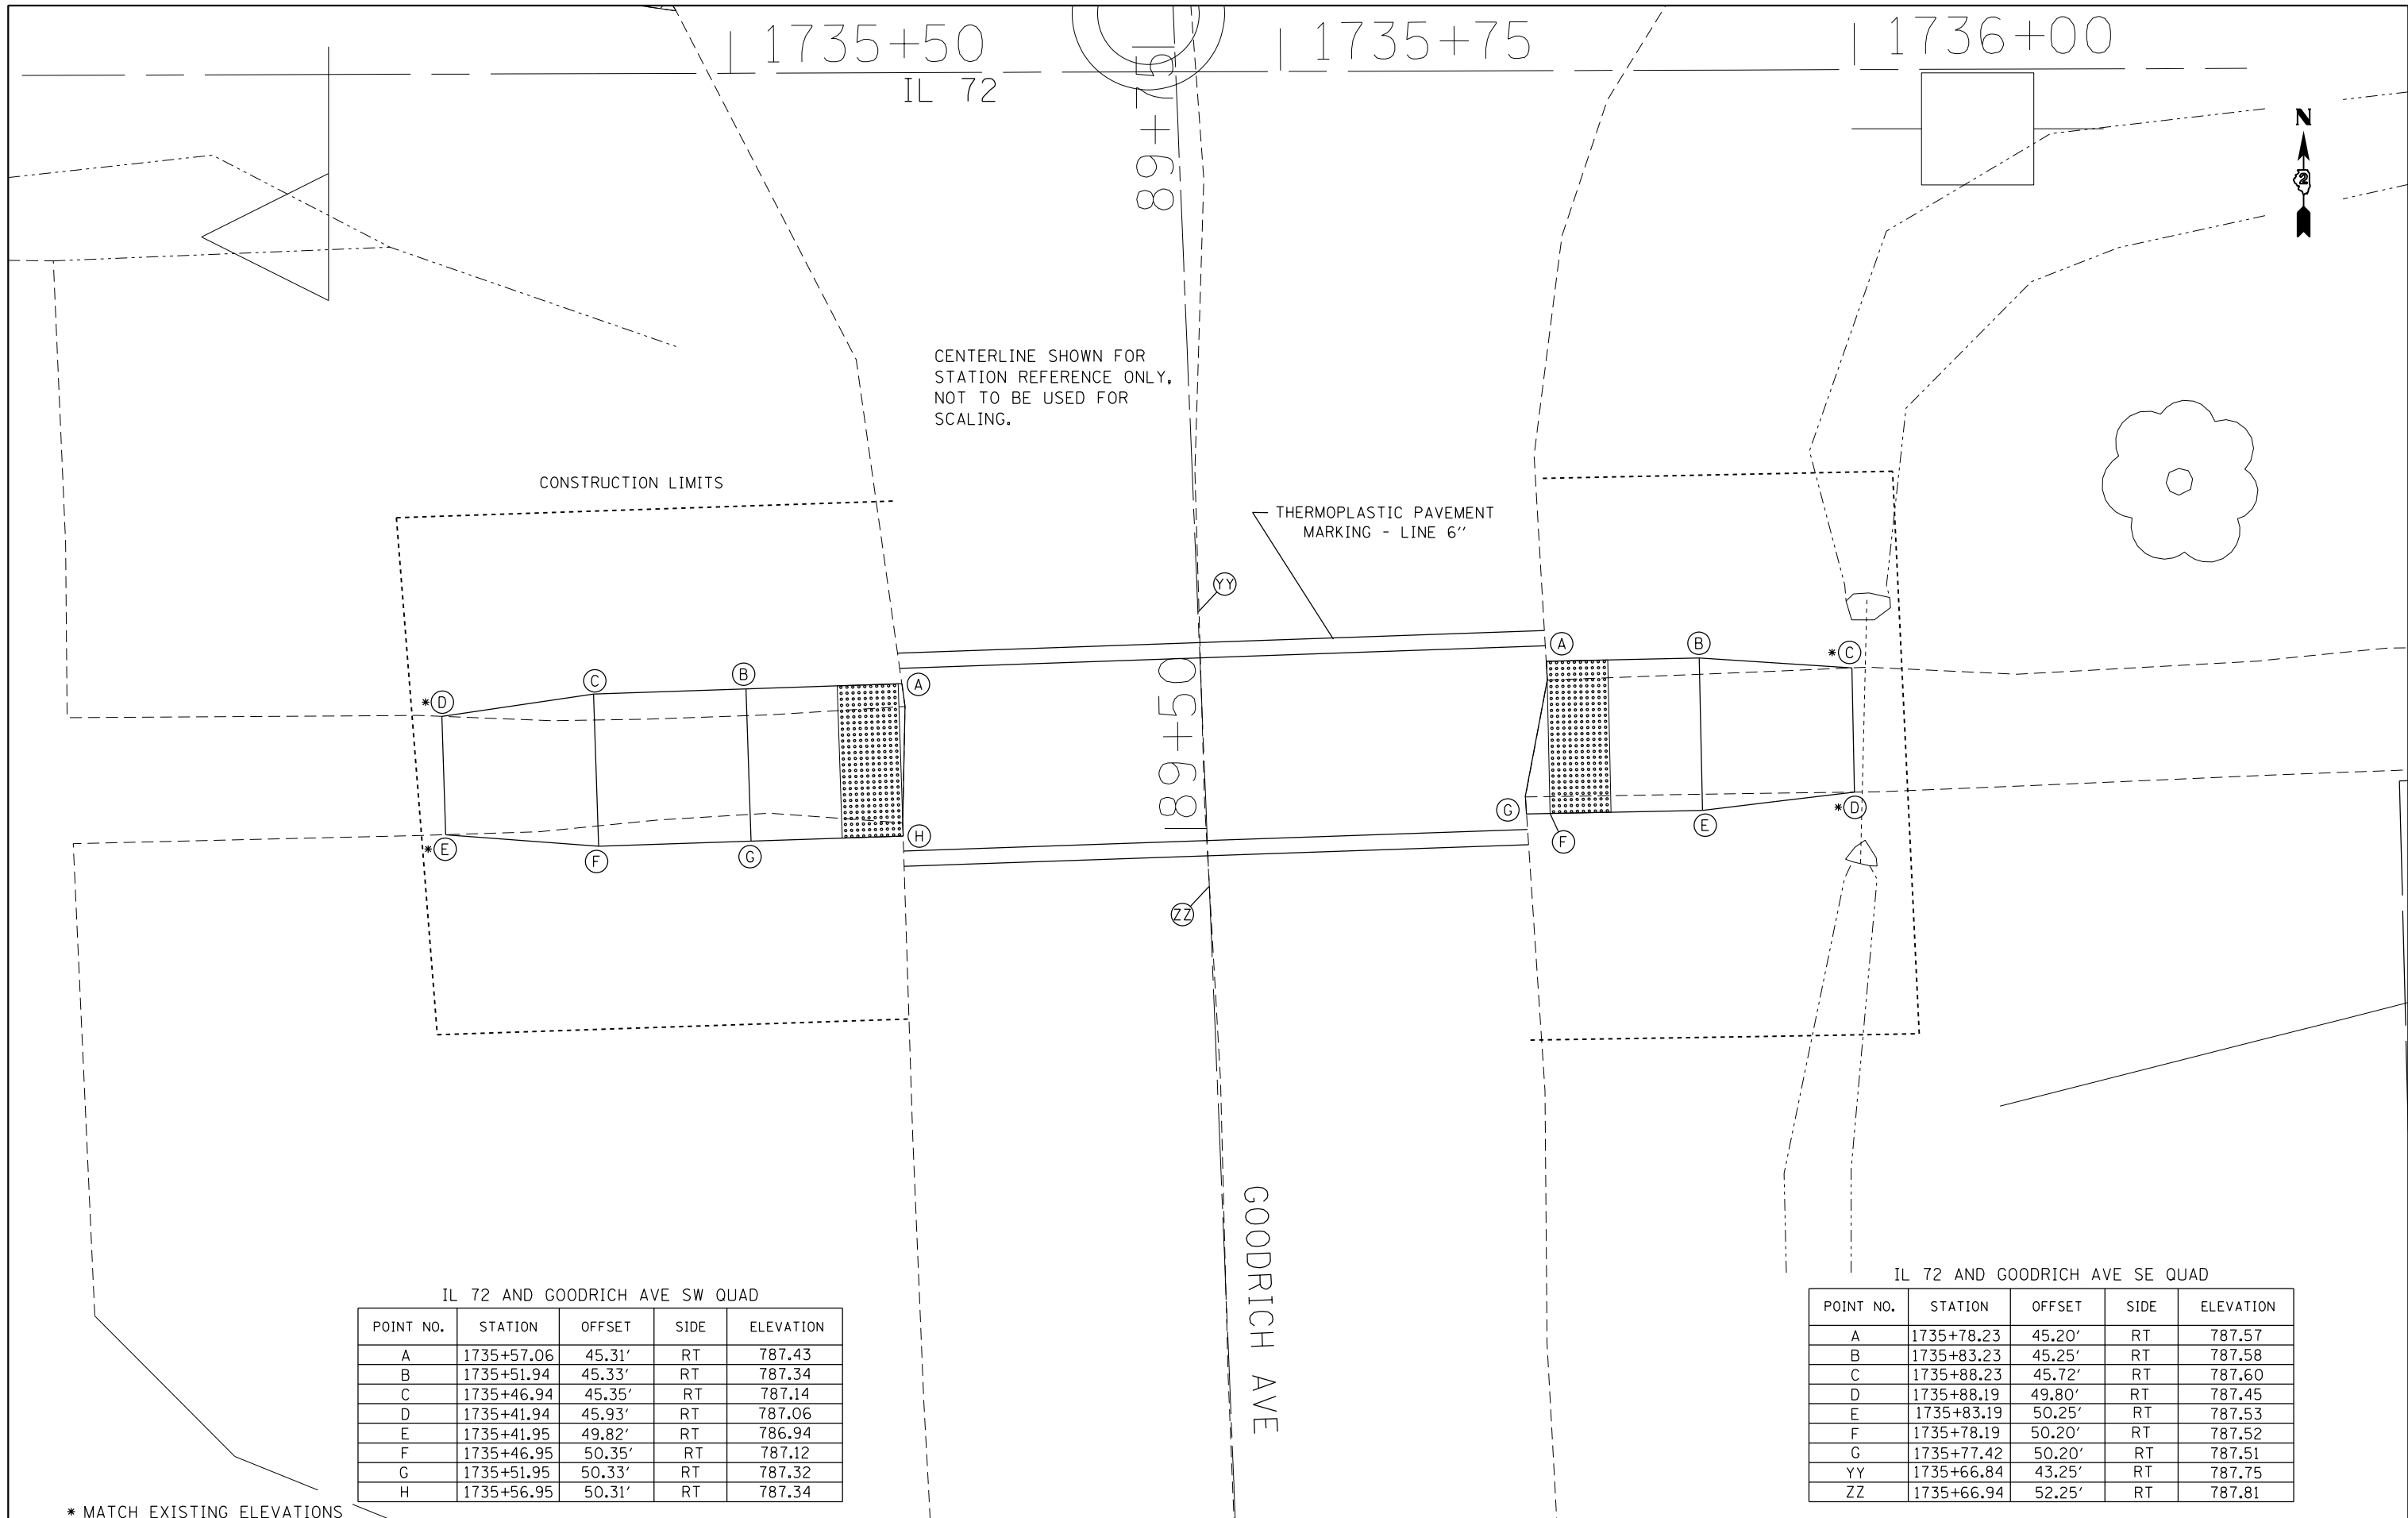 1735+50
1735+75
1736+00
IL 72
89+75
N
2
CENTERLINE SHOWN FOR
STATION REFERENCE ONLY,
NOT TO BE USED FOR
SCALING.
CONSTRUCTION LIMITS
THERMOPLASTIC PAVEMENT
MARKING - LINE 6"
YY
A
B
*C
C
B
A
*D
89+50
G
F
E
*D
*E
F
G
H
ZZ
GOODRICH AVE
IL 72 AND GOODRICH AVE SW QUAD
POINT NO. STATION OFFSET SIDE ELEVATION
A 1735+57.06 45.31' RT 787.43
B 1735+51.94 45.33' RT 787.34
C 1735+46.94 45.35' RT 787.14
D 1735+41.94 45.93' RT 787.06
E 1735+41.95 49.82' RT 786.94
F 1735+46.95 50.35' RT 787.12
G 1735+51.95 50.33' RT 787.32
H 1735+56.95 50.31' RT 787.34
IL 72 AND GOODRICH AVE SE QUAD
POINT NO. STATION OFFSET SIDE ELEVATION
A 1735+78.23 45.20' RT 787.57
B 1735+83.23 45.25' RT 787.58
C 1735+88.23 45.72' RT 787.60
D 1735+88.19 49.80' RT 787.45
E 1735+83.19 50.25' RT 787.53
F 1735+78.19 50.20' RT 787.52
G 1735+77.42 50.20' RT 787.51
YY 1735+66.84 43.25' RT 787.75
ZZ 1735+66.94 52.25' RT 787.81
* MATCH EXISTING ELEVATIONS